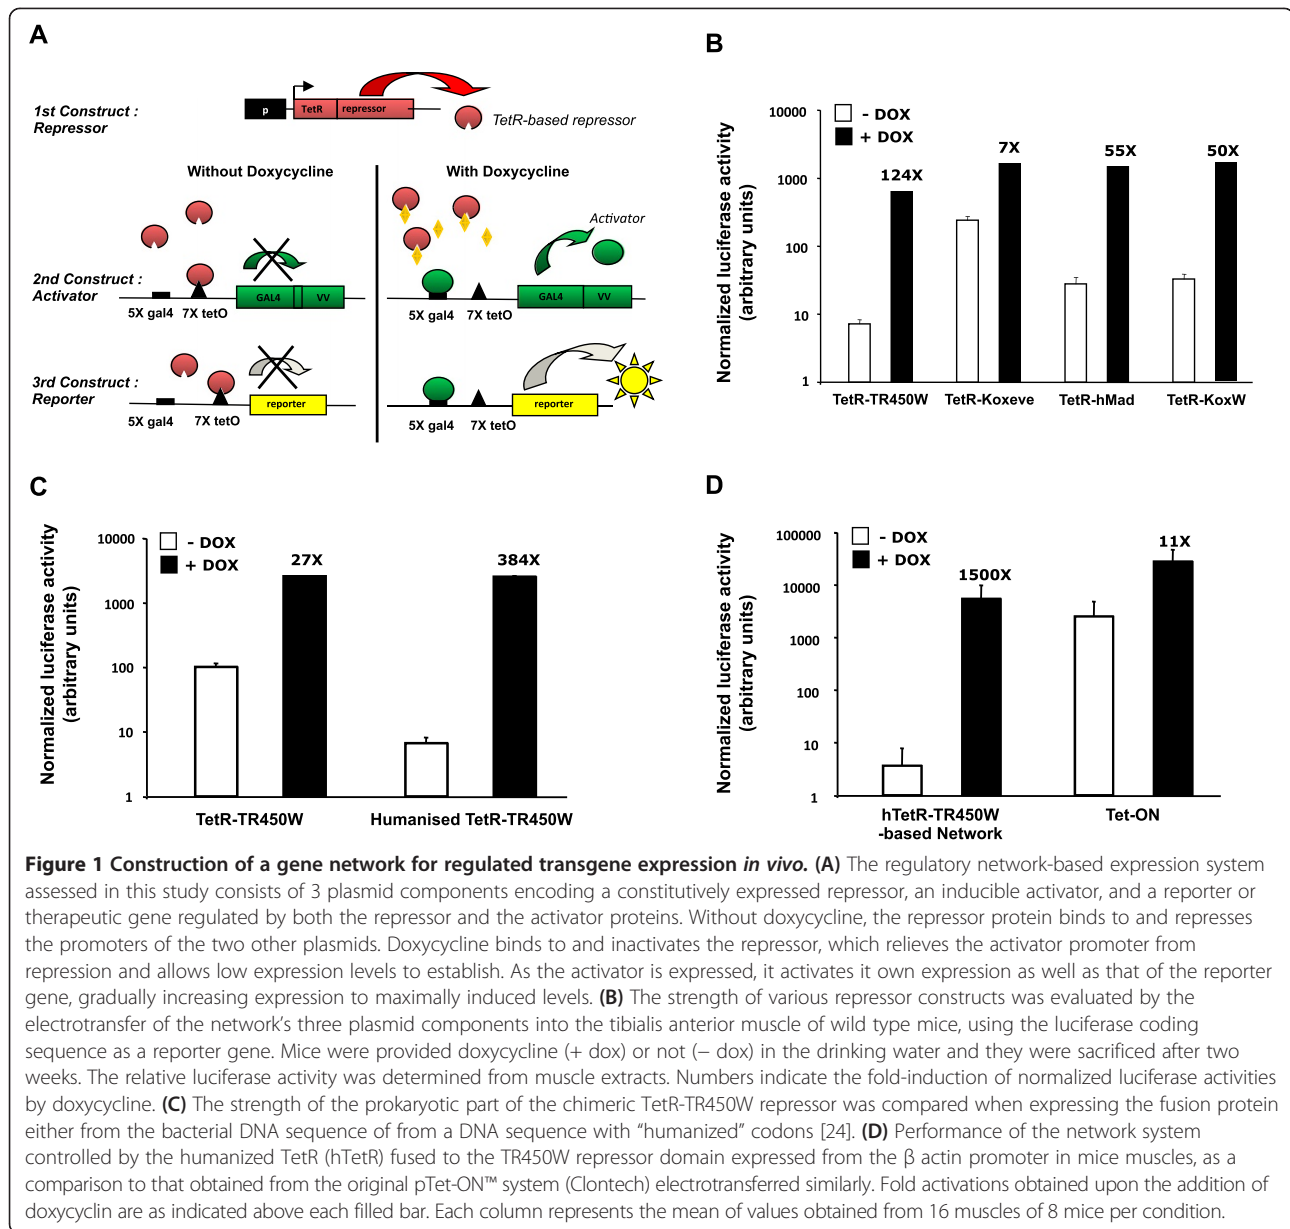 A
1st Construct :
Repressor
p
TetR
repressor
TetR-based repressor
Without Doxycycline
With Doxycycline
Activator
2nd Construct :
Activator
GAL4
VV
GAL4
VV
5X gal4
7X tetO
5X gal4
7X tetO
3rd Construct :
Reporter
reporter
reporter
5X gal4
7X tetO
5X gal4
7X tetO
B
Normalized luciferase activity
(arbitrary units)
10000
1000
100
10
1
- DOX
+ DOX
124X
7X
55X
50X
TetR-TR450W
TetR-Koxeve
TetR-hMad
TetR-KoxW
C
Normalized luciferase activity
(arbitrary units)
10000
1000
100
10
1
- DOX
+ DOX
27X
384X
TetR-TR450W
Humanised TetR-TR450W
D
Normalized luciferase activity
(arbitrary units)
100000
10000
1000
100
10
1
- DOX
+ DOX
1500X
11X
hTetR-TR450W
-based Network
Tet-ON
Figure 1 Construction of a gene network for regulated transgene expression in vivo. (A) The regulatory network-based expression system
assessed in this study consists of 3 plasmid components encoding a constitutively expressed repressor, an inducible activator, and a reporter or
therapeutic gene regulated by both the repressor and the activator proteins. Without doxycycline, the repressor protein binds to and represses
the promoters of the two other plasmids. Doxycycline binds to and inactivates the repressor, which relieves the activator promoter from
repression and allows low expression levels to establish. As the activator is expressed, it activates it own expression as well as that of the reporter
gene, gradually increasing expression to maximally induced levels. (B) The strength of various repressor constructs was evaluated by the
electrotransfer of the network's three plasmid components into the tibialis anterior muscle of wild type mice, using the luciferase coding
sequence as a reporter gene. Mice were provided doxycycline (+ dox) or not (− dox) in the drinking water and they were sacrificed after two
weeks. The relative luciferase activity was determined from muscle extracts. Numbers indicate the fold-induction of normalized luciferase activities
by doxycycline. (C) The strength of the prokaryotic part of the chimeric TetR-TR450W repressor was compared when expressing the fusion protein
either from the bacterial DNA sequence of from a DNA sequence with “humanized” codons [24]. (D) Performance of the network system
controlled by the humanized TetR (hTetR) fused to the TR450W repressor domain expressed from the β actin promoter in mice muscles, as a
comparison to that obtained from the original pTet-ON™ system (Clontech) electrotransferred similarly. Fold activations obtained upon the addition of
doxycyclin are as indicated above each filled bar. Each column represents the mean of values obtained from 16 muscles of 8 mice per condition.